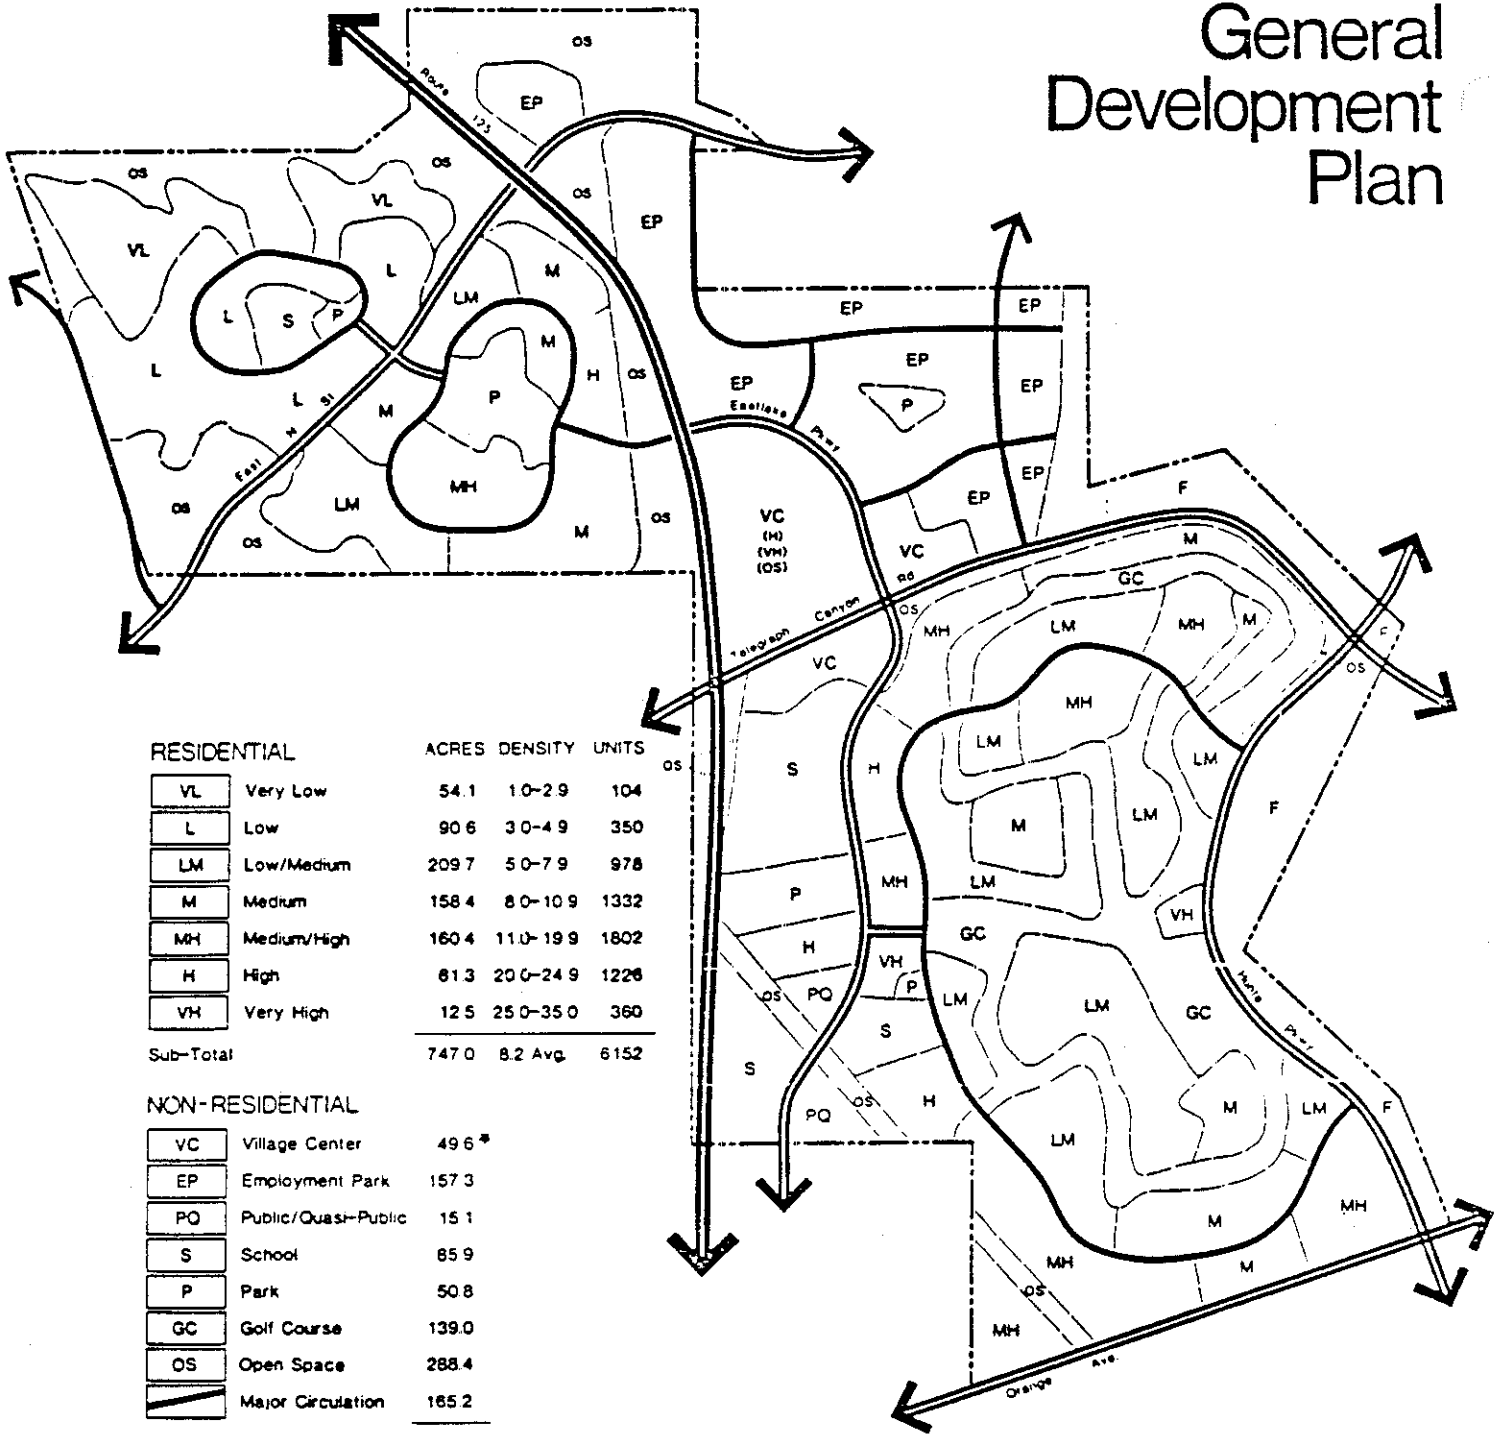 General
Development
Plan
OS
EP
Route
125
OS
OS
OS
VL
VL
EP
L
M
LM
L
S
P
EP
EP
M
L
H
OS
EP
EP
EP
P
L
St
H
East
M
P
Eastlake
Pkwy
EP
EP
MH
LM
OS
OS
M
OS
VC
(H)
(VH)
(OS)
VC
F
M
GC
Telegraph
Canyon
Rd
OS
MH
LM
MH
M
F
OS
VC
MH
LM
LM
OS
S
H
F
M
LM
P
MH
LM
VH
H
GC
VH
OS
PQ
P
LM
LM
GC
Hunte
Pkwy
S
S
OS
H
PQ
M
LM
F
LM
MH
M
MH
M
OS
MH
Orange
Ave.
RESIDENTIAL ACRES DENSITY UNITS
VL Very Low 54.1 1.0-2.9 104
L Low 90 6 3 0-4 9 350
LM Low/Medium 209 7 5 0-7 9 978
M Medium 158 4 8 0-10 9 1332
MH Medium/High 160 4 11.0-19 9 1802
H High 61.3 20 0-24 9 1226
VH Very High 12 5 25 0-35 0 360
Sub-Total 747 0 8.2 Avg. 6152
NON-RESIDENTIAL
VC Village Center 49 6*
EP Employment Park 157 3
PQ Public/Quasi-Public 15 1
S School 85 9
P Park 50 8
GC Golf Course 139.0
OS Open Space 288.4
Major Circulation 165.2